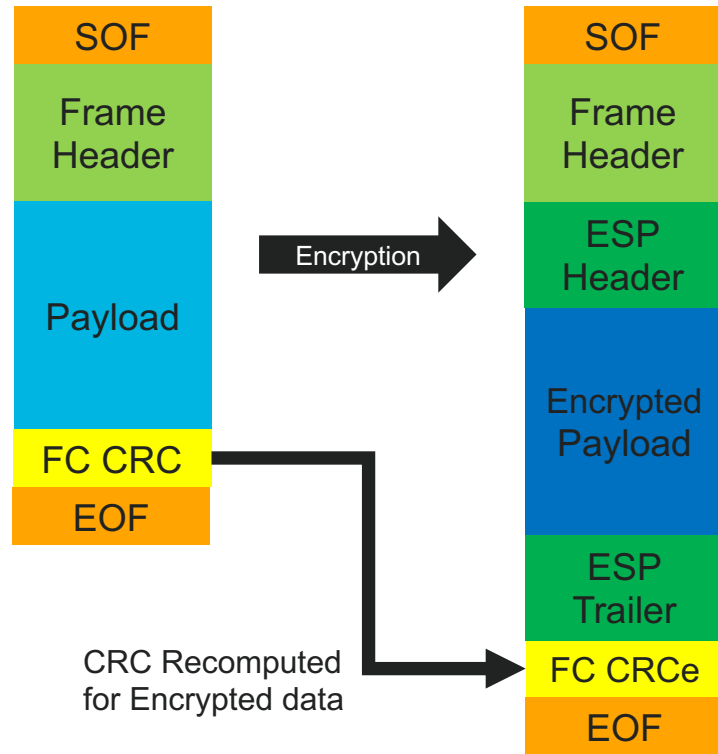 SOF
Frame
Header
Payload
FC CRC
EOF
Encryption
CRC Recomputed
for Encrypted data
SOF
Frame
Header
ESP
Header
Encrypted
Payload
ESP
Trailer
FC CRCe
EOF